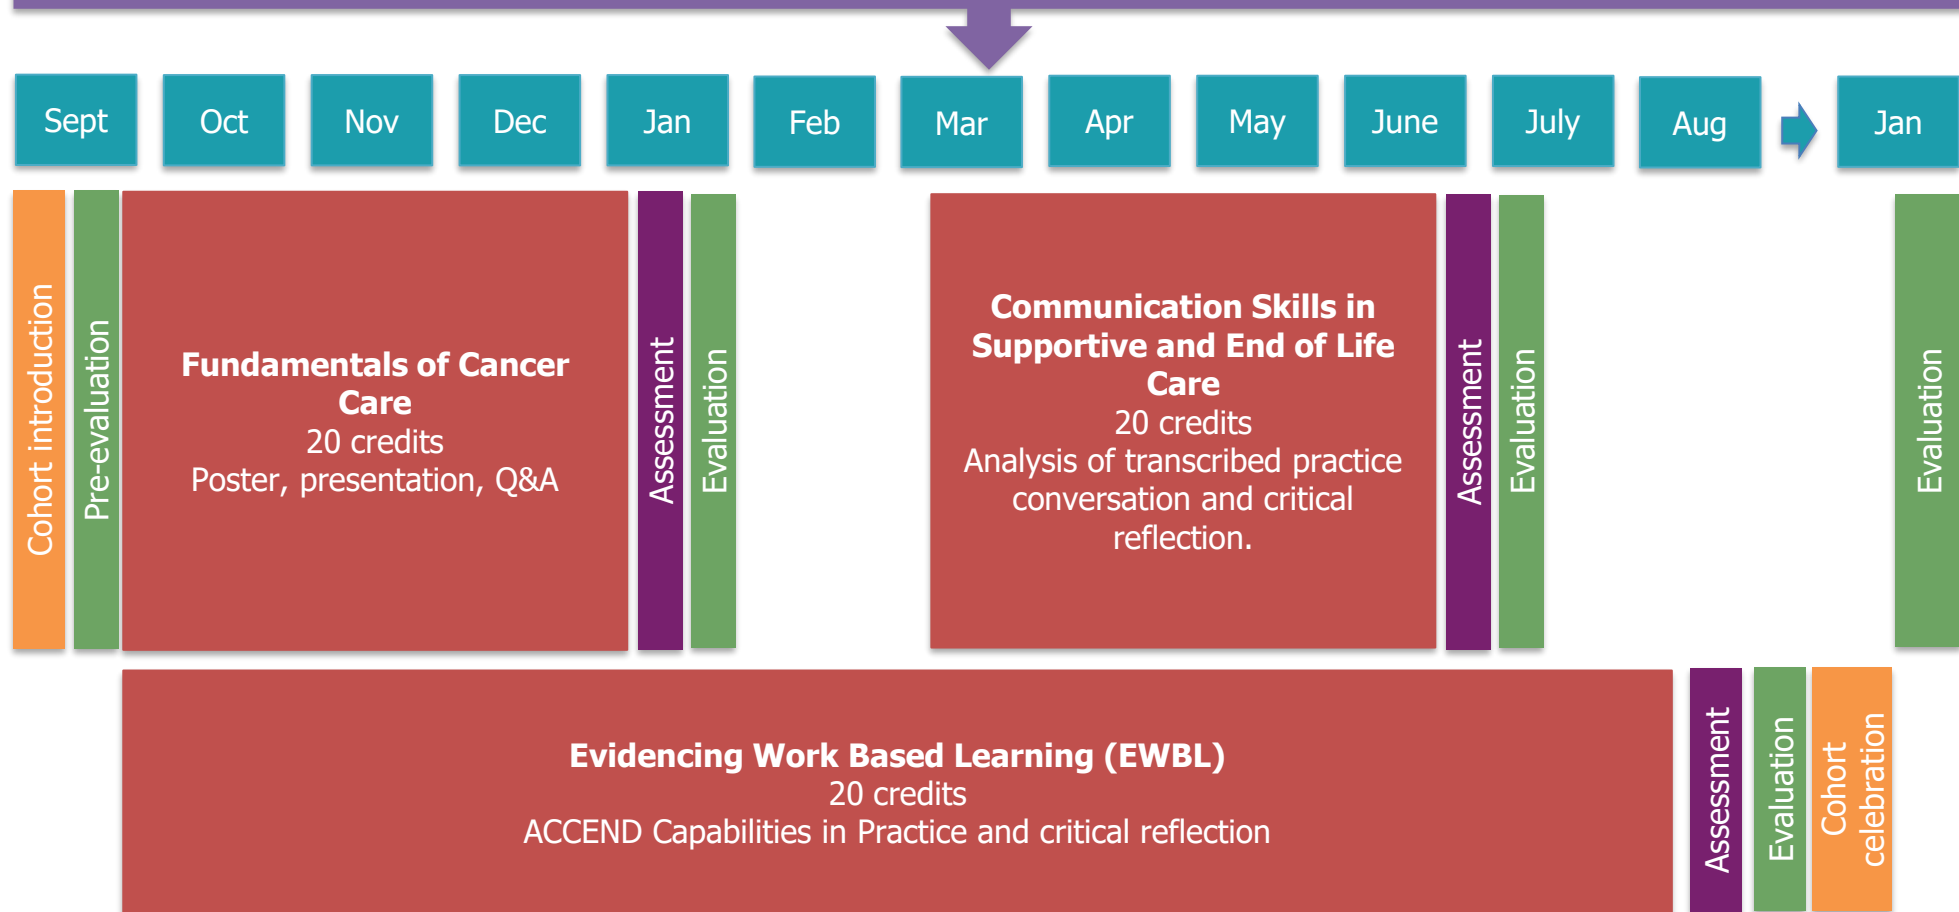 Sept
Oct
Nov
Dec
Jan
Feb
Mar
Apr
May
June
July
Aug
Jan
Cohort introduction
Pre-evaluation
Fundamentals of Cancer
Care
20 credits
Poster, presentation, Q&A
Assessment
Evaluation
Communication Skills in
Supportive and End of Life
Care
20 credits
Analysis of transcribed practice
conversation and critical
reflection.
Assessment
Evaluation
Evaluation
Evidencing Work Based Learning (EWBL)
20 credits
ACCEND Capabilities in Practice and critical reflection
Assessment
Evaluation
Cohort
celebration